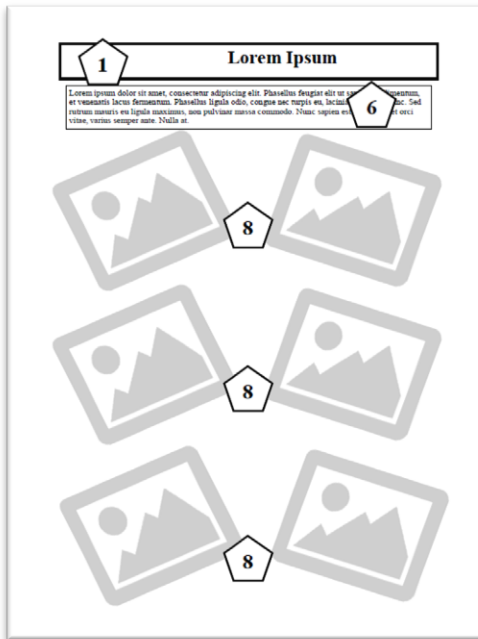 1
Lorem Ipsum
Lorem ipsum dolor sit amet, consectetur adipiscing elit. Phasellus feugiat elit ut
et venenatis lacus fermentum. Phasellus ligula odio, congue nec turpis eu, Sed
rutrum mauris eu ligula maximus, non pulvinar massa commodo. Nunc sapien orci
vitae, varius semper ante. Nulla at.
6
8
8
8